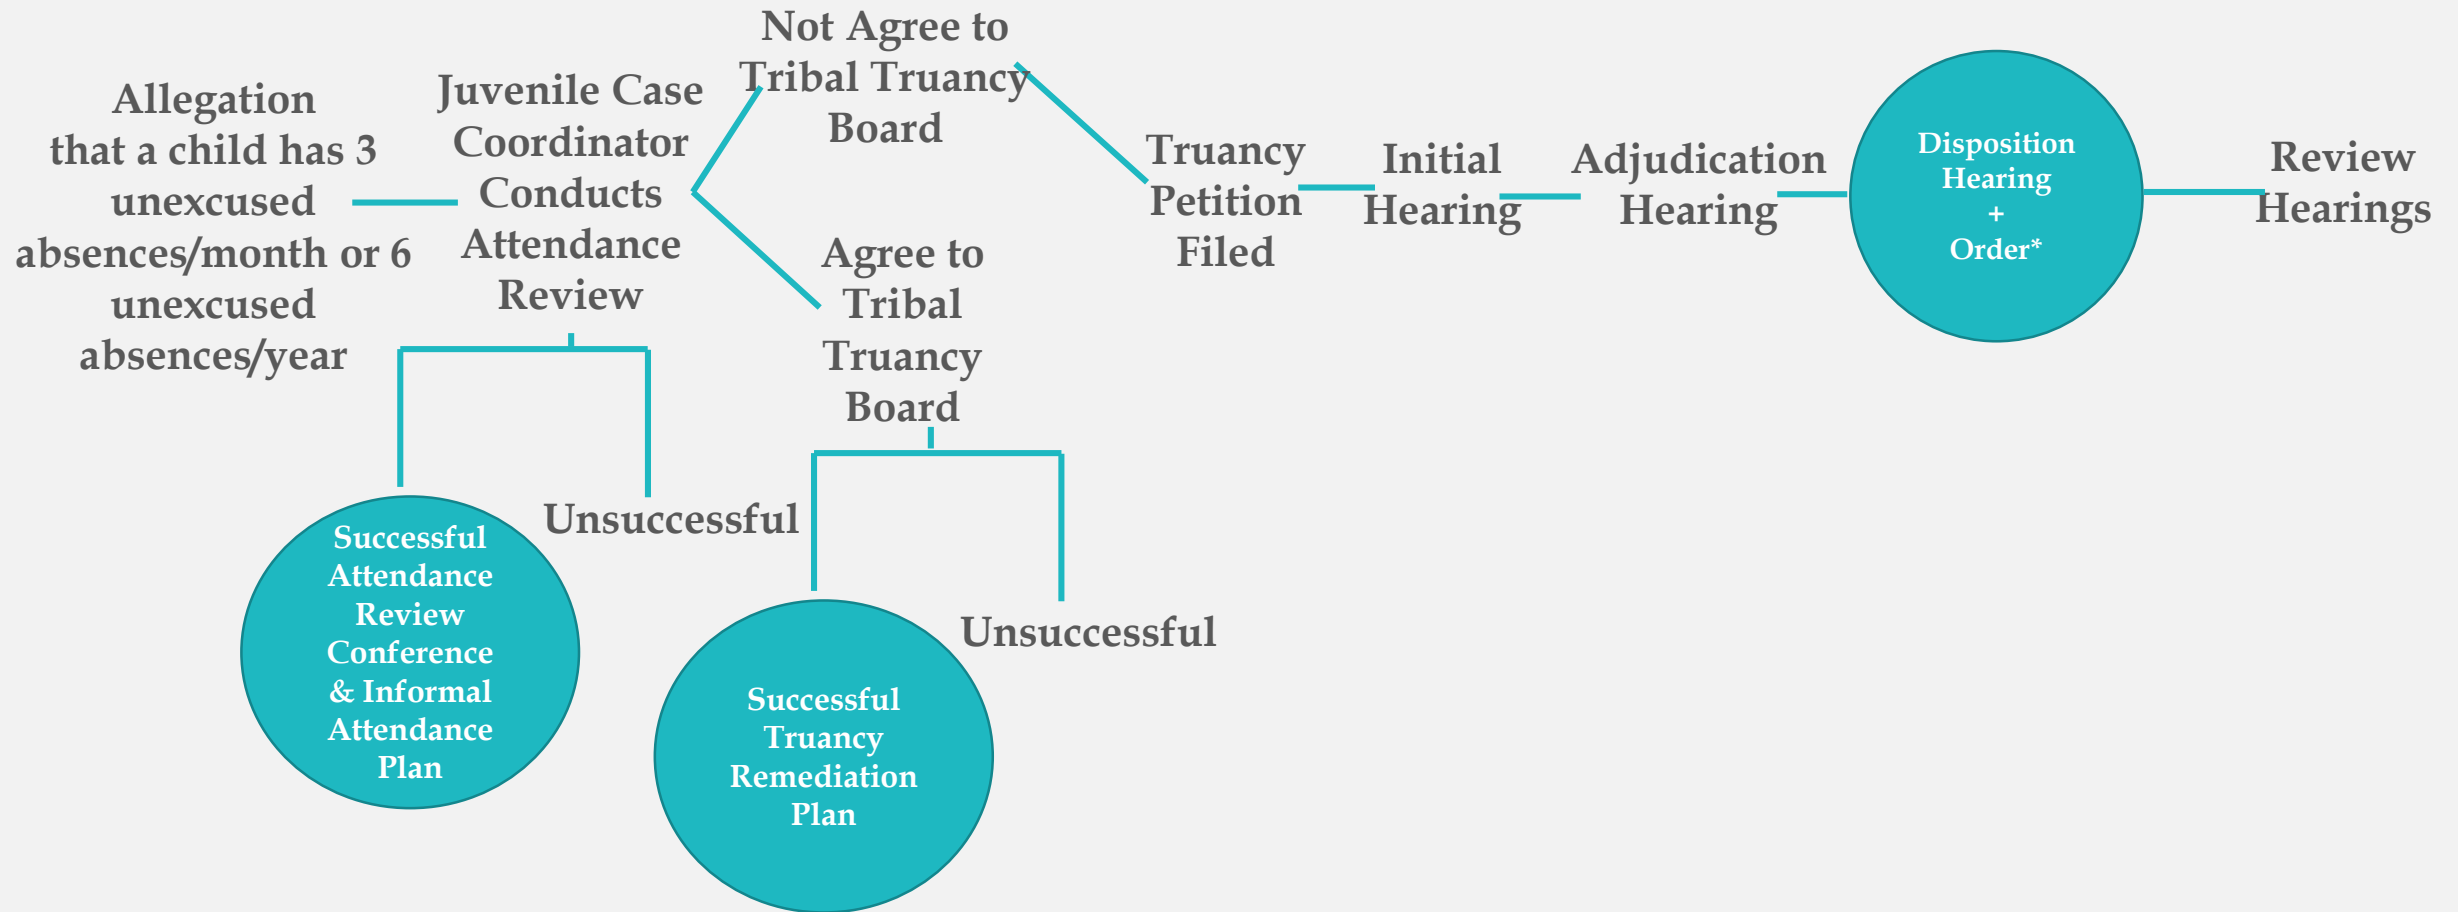 Allegation
that a child has 3
unexcused
absences/month or 6
unexcused
absences/year
Juvenile Case
Coordinator
Conducts
Attendance
Review
Not Agree to
Tribal Truancy
Board
Agree to
Tribal
Truancy
Board
Truancy
Petition
Filed
Initial
Hearing
Adjudication
Hearing
Disposition
Hearing
+
Order*
Review
Hearings
Successful
Attendance
Review
Conference
& Informal
Attendance
Plan
Unsuccessful
Successful
Truancy
Remediation
Plan
Unsuccessful